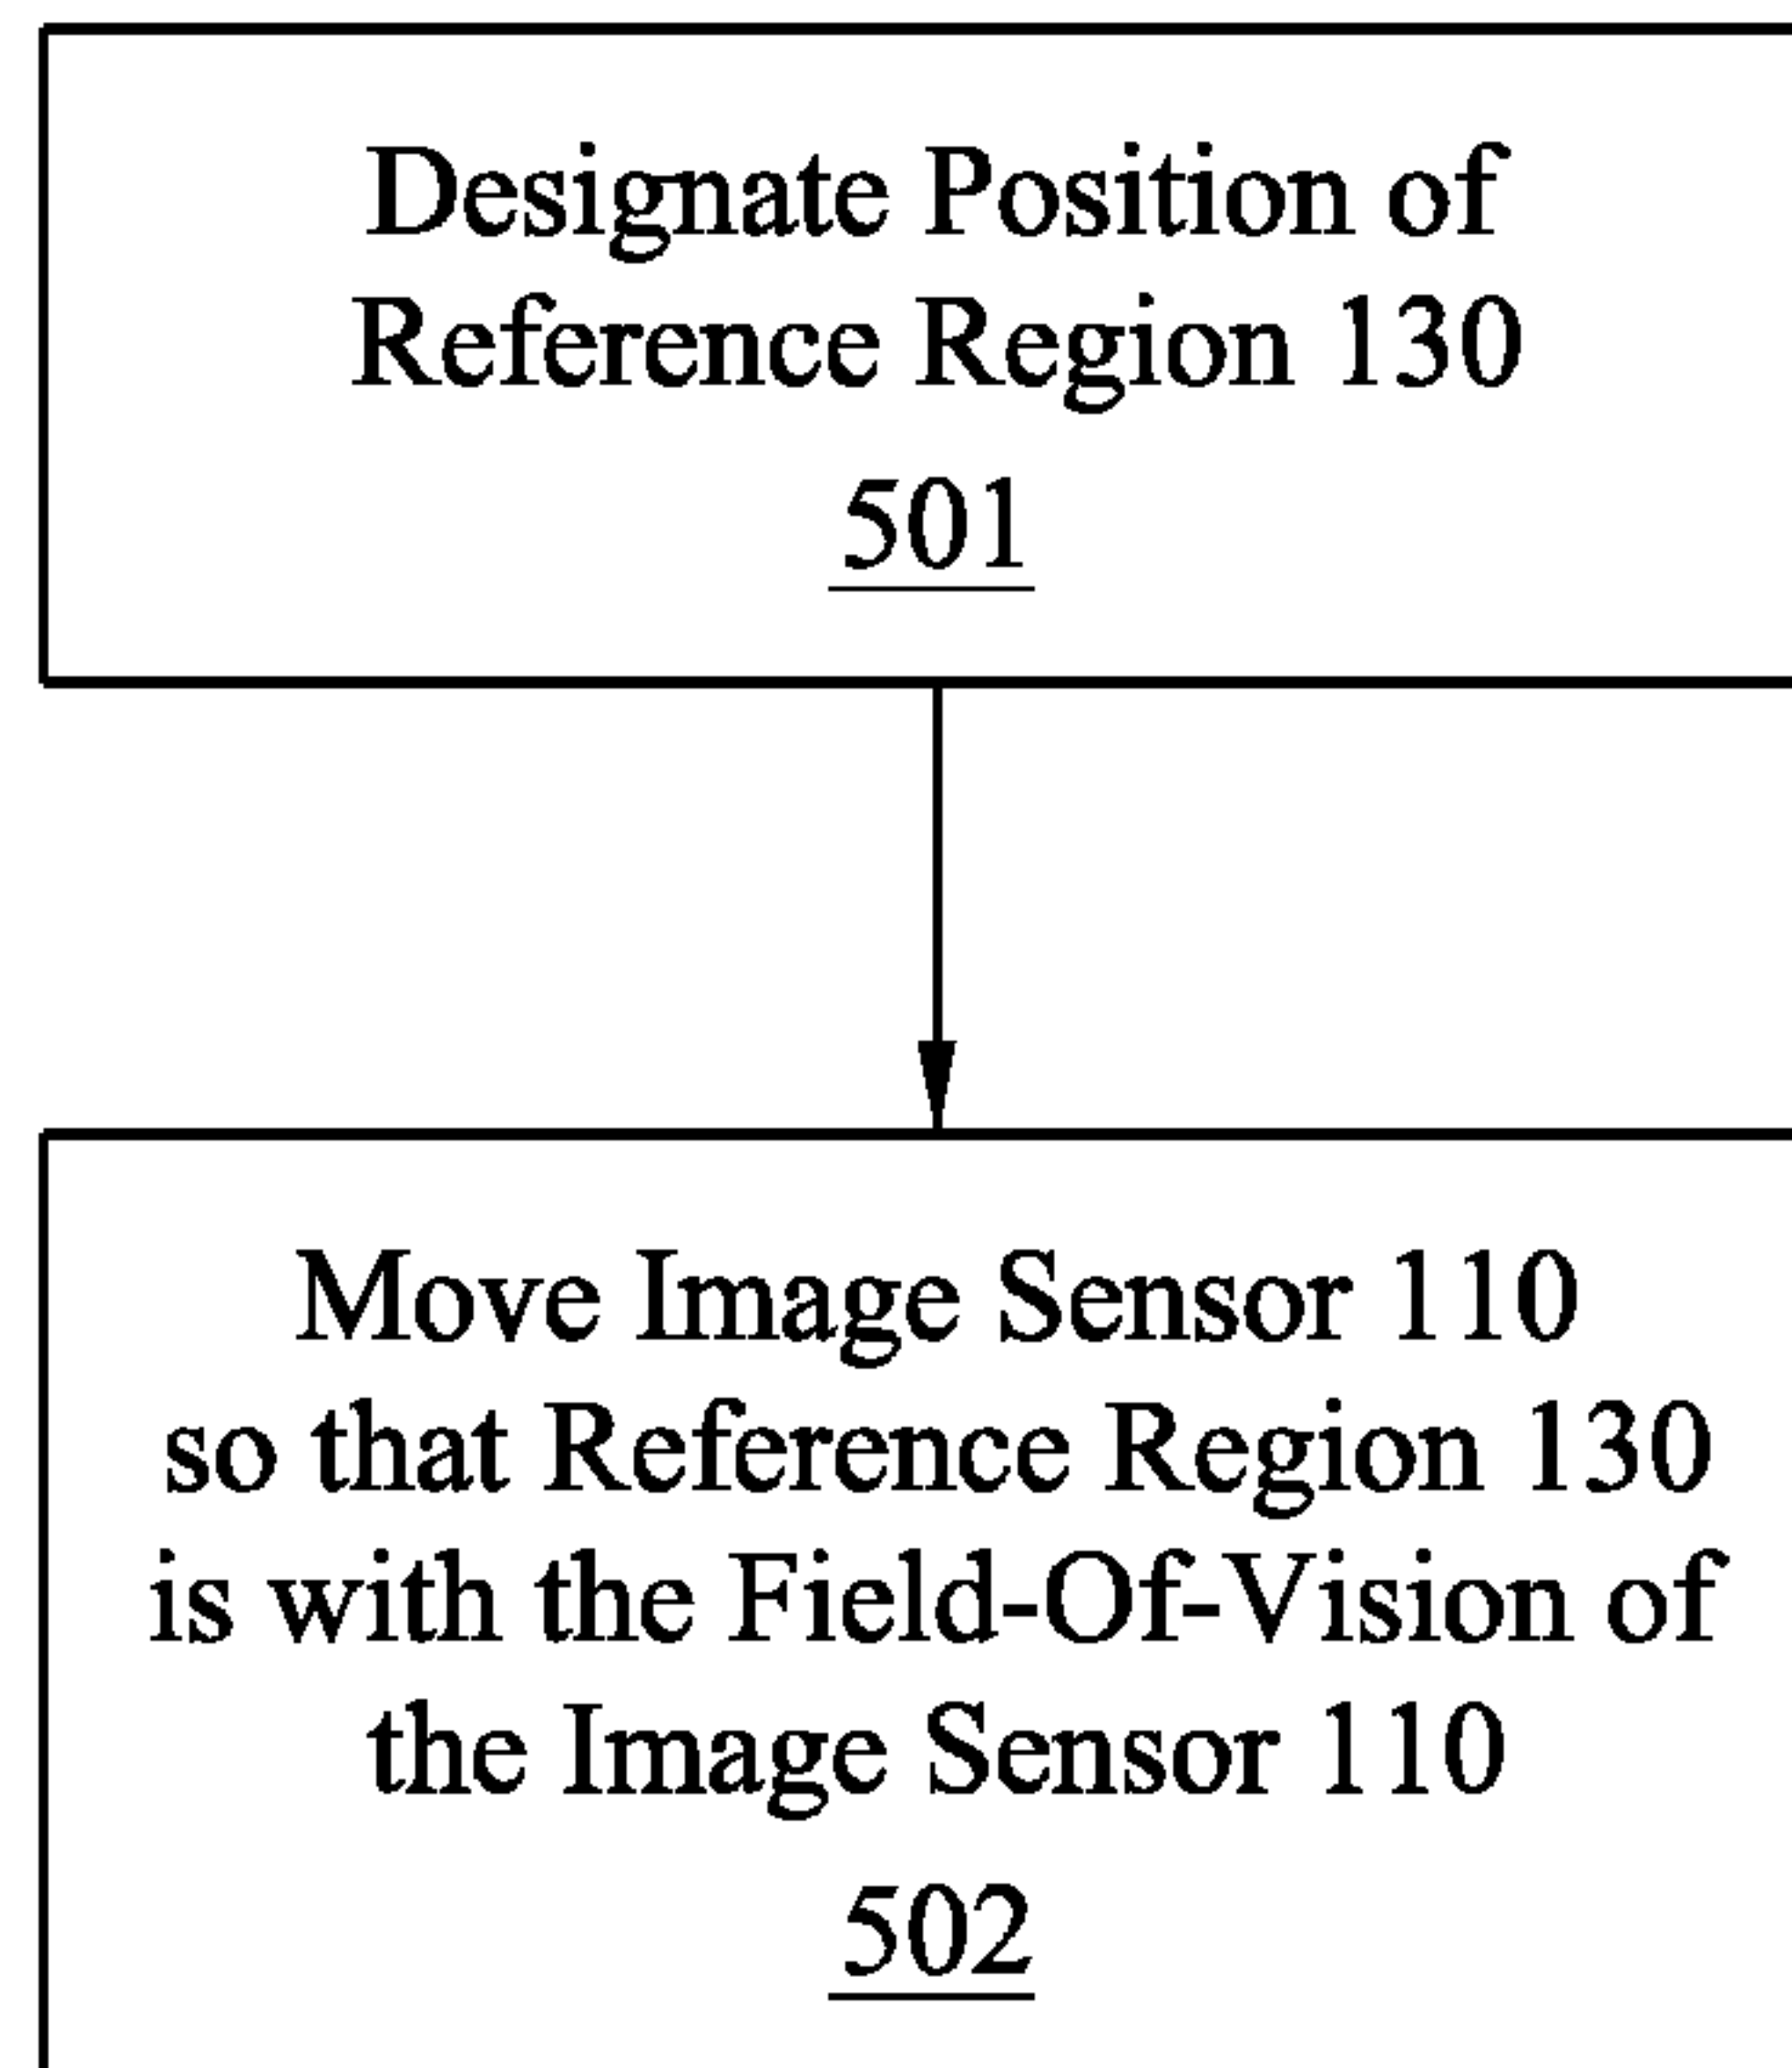 Designate Position of
Reference Region 130
501
Move Image Sensor 110
so that Reference Region 130
is with the Field-Of-Vision of
the Image Sensor 110
502